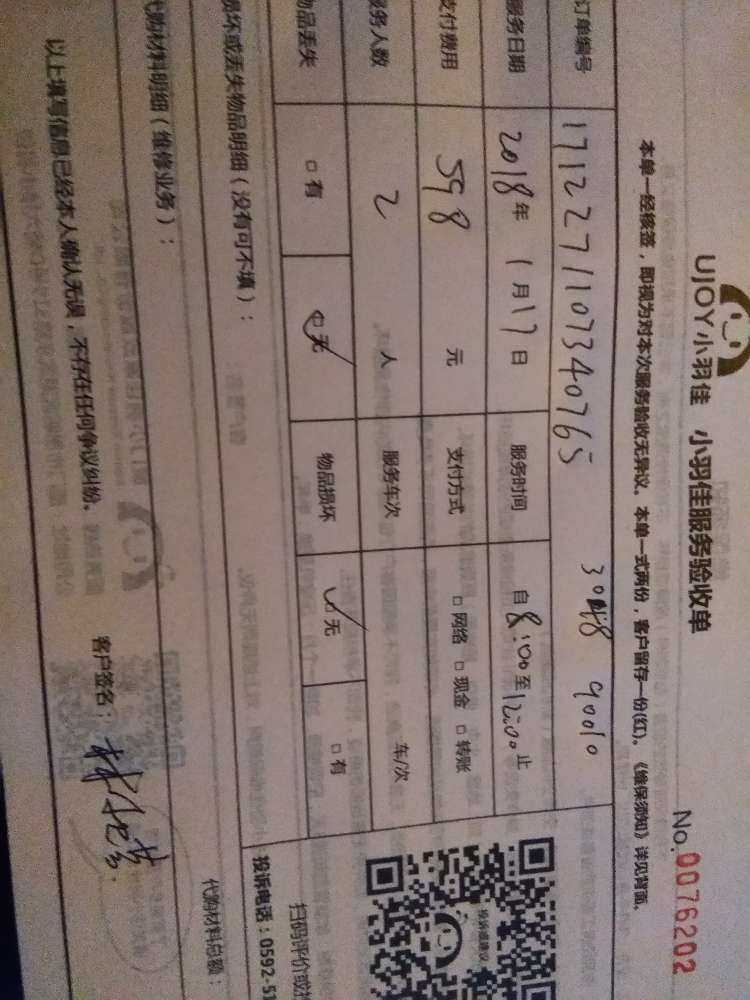 UJOY小羽佳 小羽佳服务验收单
No.0076202
本单一经核签，即视为对本次服务验收无异议。本单一式两份，客户留存一份(红)。《维保须知》详见背面。
订单编号 1712271107340765
服务日期 2018年 1月17日 服务时间 自8:00至12:00止
支付费用 598 元 支付方式 □网络 □现金 □转账
服务人数 2 人 服务车次 车/次
物品丢失 □有 □无 物品损坏 □无 □有
损坏或丢失物品明细（没有可不填）：
代购材料明细（维修业务）：
代购材料总额：
以上填写信息已经本人确认无误，不存在任何争议纠纷。
客户签名：
投诉建议
扫码评价或投
投诉电话：0592-51